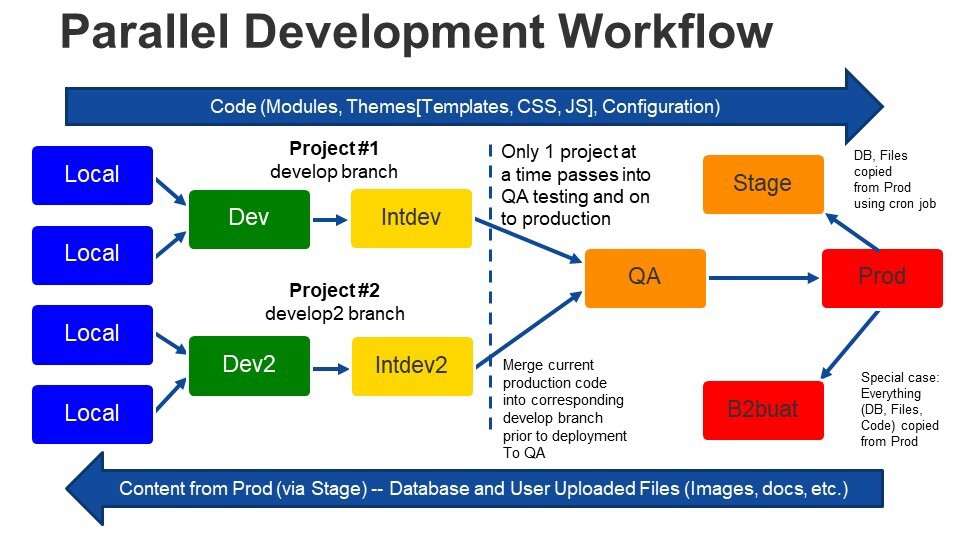 Parallel Development Workflow
Code (Modules, Themes[Templates, CSS, JS], Configuration)
Local
Local
Local
Local
Project #1
develop branch
Dev
Intdev
Project #2
develop2 branch
Dev2
Intdev2
Only 1 project at
a time passes into
QA testing and on
to production
Merge current
production code
into corresponding
develop branch
prior to deployment
To QA
QA
Stage
DB, Files
copied
from Prod
using cron job
Prod
B2buat
Special case:
Everything
(DB, Files,
Code) copied
from Prod
Content from Prod (via Stage) -- Database and User Uploaded Files (Images, docs, etc.)